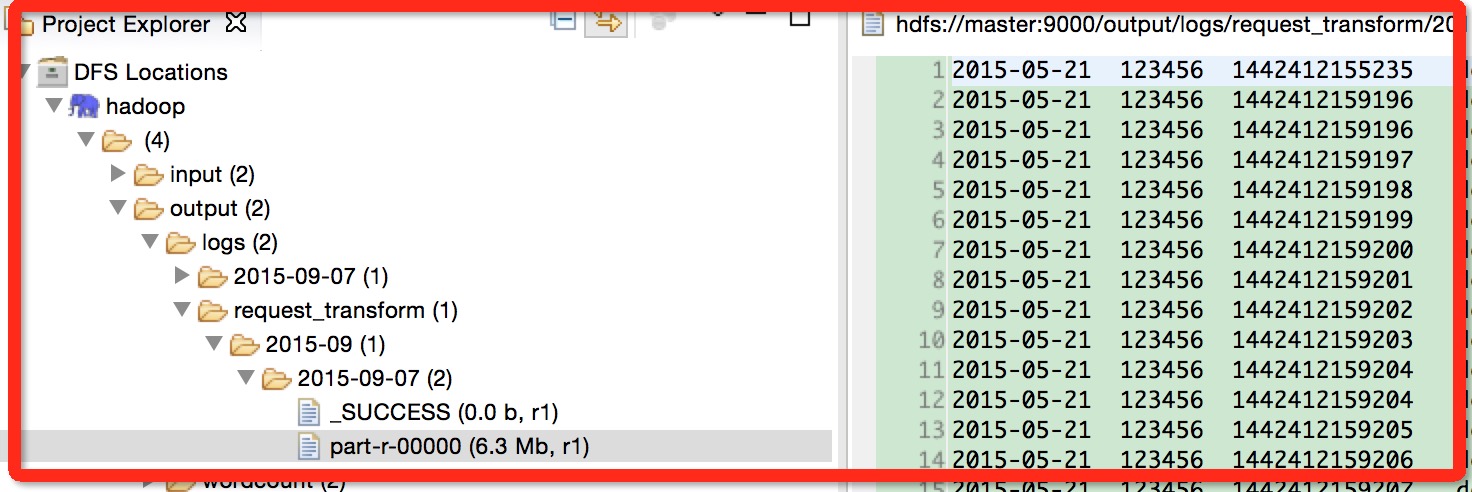 Project Explorer
DFS Locations
hadoop
(4)
input (2)
output (2)
logs (2)
2015-09-07 (1)
request_transform (1)
2015-09 (1)
2015-09-07 (2)
_SUCCESS (0.0 b, r1)
part-r-00000 (6.3 Mb, r1)
wordcount (2)
hdfs://master:9000/output/logs/request_transform/20
1 2015-05-21 123456 1442412155235
2 2015-05-21 123456 1442412159196
3 2015-05-21 123456 1442412159196
4 2015-05-21 123456 1442412159197
5 2015-05-21 123456 1442412159198
6 2015-05-21 123456 1442412159199
7 2015-05-21 123456 1442412159200
8 2015-05-21 123456 1442412159201
9 2015-05-21 123456 1442412159202
10 2015-05-21 123456 1442412159203
11 2015-05-21 123456 1442412159204
12 2015-05-21 123456 1442412159204
13 2015-05-21 123456 1442412159205
14 2015-05-21 123456 1442412159206
15 2015-05-21 123456 1442412159207